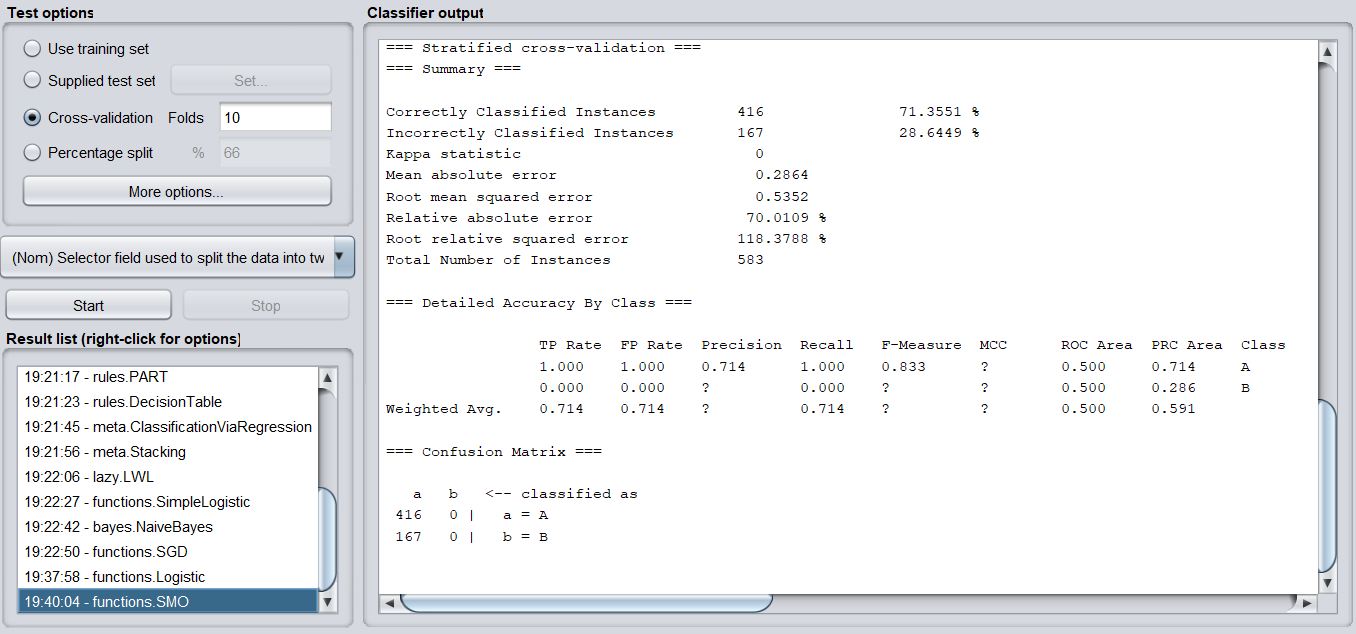 Test options
Use training set
Supplied test set Set...
Cross-validation Folds 10
Percentage split % 66
More options...
(Nom) Selector field used to split the data into tw
Start Stop
Result list (right-click for options)
19:21:17 - rules.PART
19:21:23 - rules.DecisionTable
19:21:45 - meta.ClassificationViaRegression
19:21:56 - meta.Stacking
19:22:06 - lazy.LWL
19:22:27 - functions.SimpleLogistic
19:22:42 - bayes.NaiveBayes
19:22:50 - functions.SGD
19:37:58 - functions.Logistic
19:40:04 - functions.SMO
Classifier output
=== Stratified cross-validation ===
=== Summary ===
Correctly Classified Instances 416 71.3551 %
Incorrectly Classified Instances 167 28.6449 %
Kappa statistic 0
Mean absolute error 0.2864
Root mean squared error 0.5352
Relative absolute error 70.0109 %
Root relative squared error 118.3788 %
Total Number of Instances 583
=== Detailed Accuracy By Class ===
TP Rate FP Rate Precision Recall F-Measure MCC ROC Area PRC Area Class
1.000 1.000 0.714 1.000 0.833 ? 0.500 0.714 A
0.000 0.000 ? 0.000 ? ? 0.500 0.286 B
Weighted Avg. 0.714 0.714 ? 0.714 ? ? 0.500 0.591
=== Confusion Matrix ===
a b <-- classified as
416 0 | a = A
167 0 | b = B